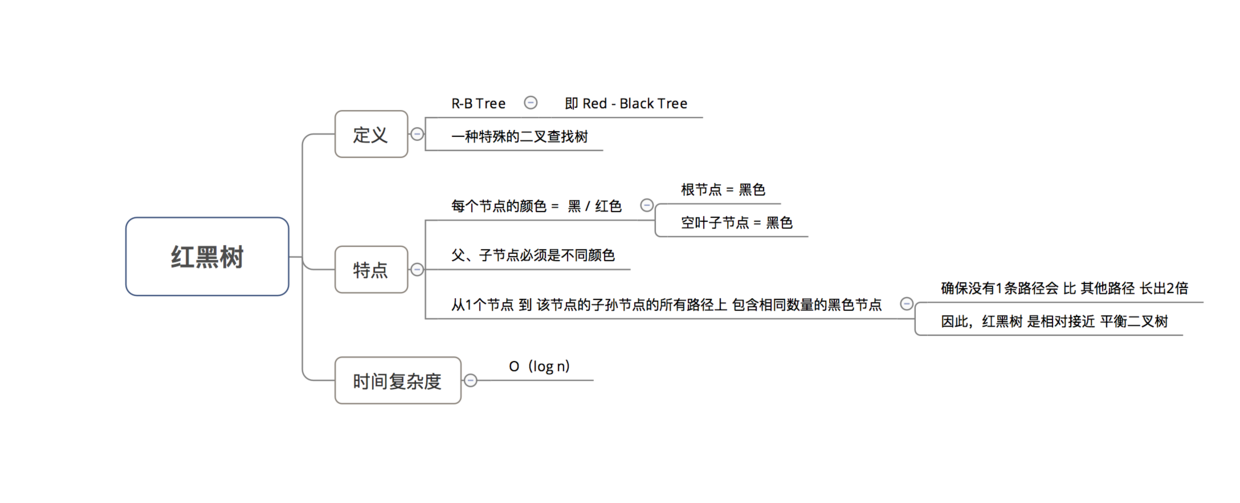 红黑树
定义
R-B Tree 即 Red - Black Tree
一种特殊的二叉查找树
特点
每个节点的颜色 = 黑 / 红色
根节点 = 黑色
空叶子节点 = 黑色
父、子节点必须是不同颜色
从1个节点 到 该节点的子孙节点的所有路径上 包含相同数量的黑色节点
确保没有1条路径会 比 其他路径 长出2倍
因此，红黑树 是相对接近 平衡二叉树
时间复杂度
O（log n）